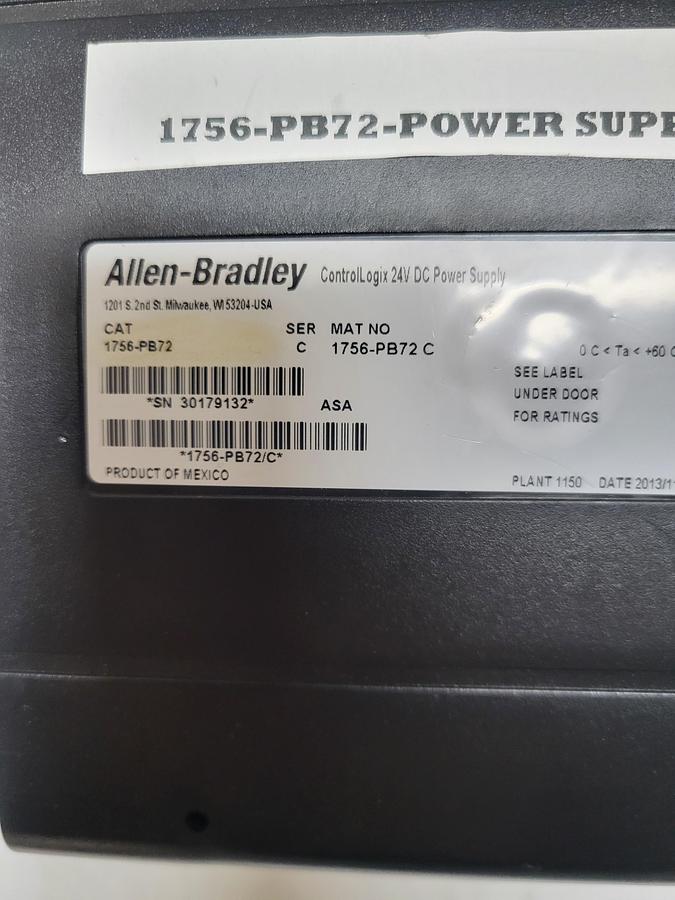 1756-PB72-POWER SUPP
Allen-Bradley ControlLogix 24V DC Power Supply
1201 S. 2nd St. Milwaukee, WI 53204-USA
CAT SER MAT NO
1756-PB72 C 1756-PB72 C
0 C < Ta < +60 C
SEE LABEL
UNDER DOOR
FOR RATINGS
*SN 30179132* ASA
*1756-PB72/C*
PRODUCT OF MEXICO
PLANT 1150 DATE 2013/11